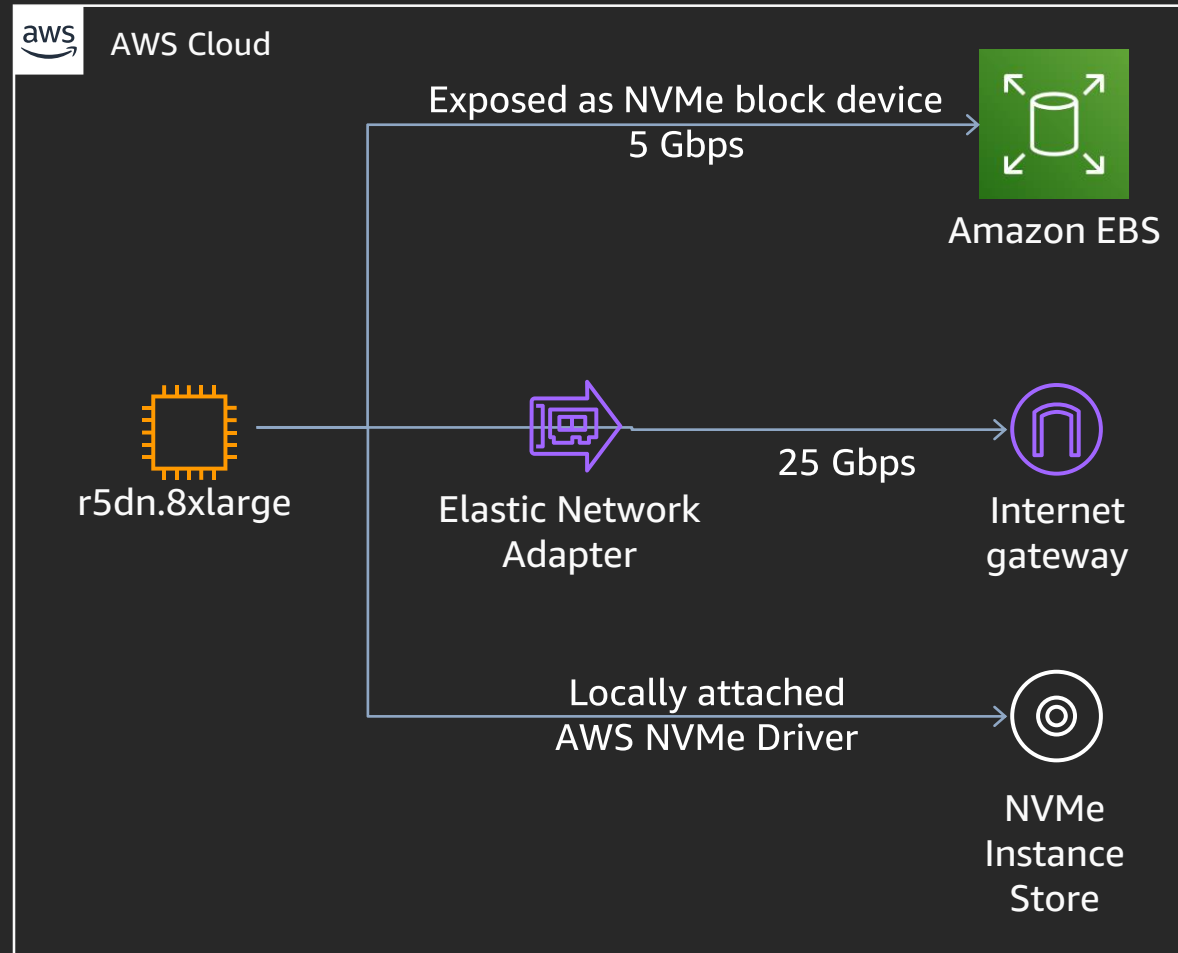 aws
AWS Cloud
Exposed as NVMe block device
5 Gbps
Amazon EBS
r5dn.8xlarge
Elastic Network
Adapter
25 Gbps
Internet
gateway
Locally attached
AWS NVMe Driver
NVMe
Instance
Store